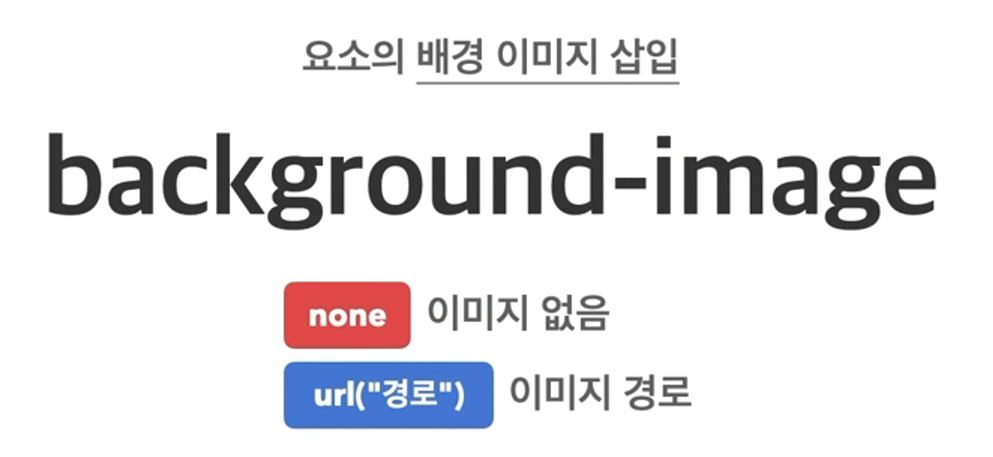 요소의 배경 이미지 삽입
background-image
none 이미지 없음
url("경로") 이미지 경로